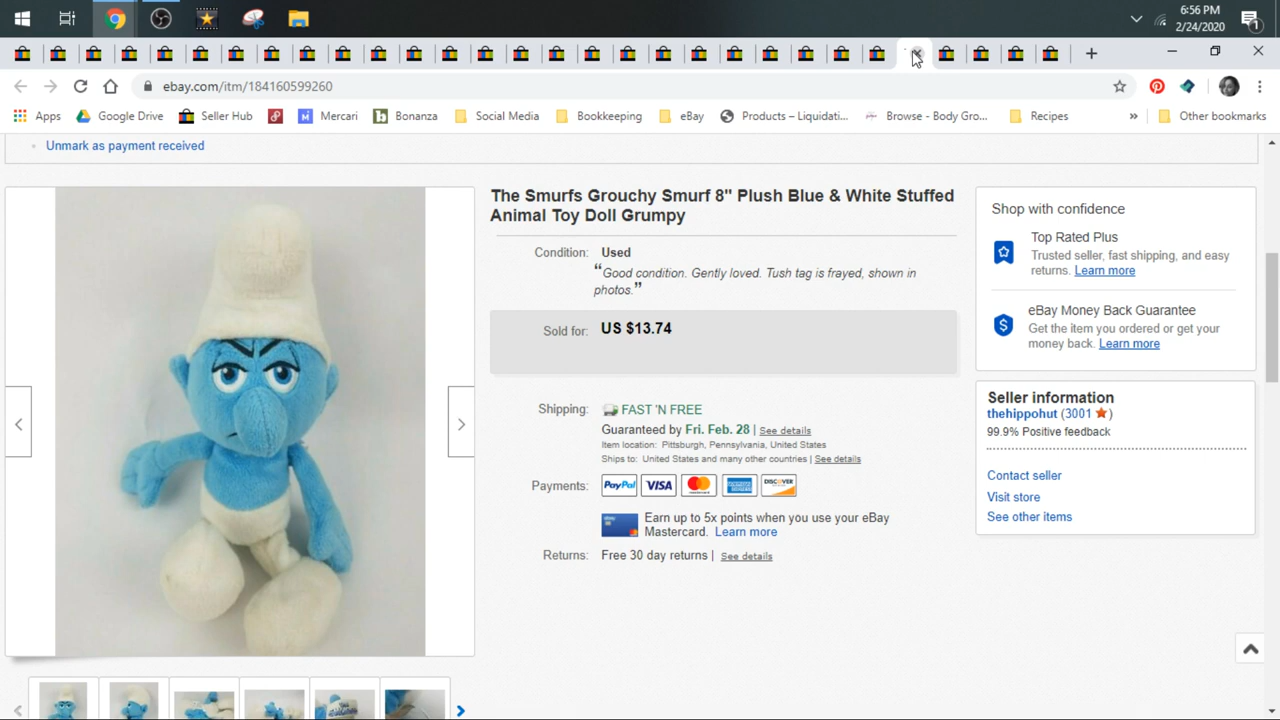 6:56 PM
2/24/2020
1
ebay.com/itm/184160599260
Apps
Google Drive
Seller Hub
Mercari
Bonanza
Social Media
Bookkeeping
eBay
Products – Liquidati...
Browse - Body Gro...
Recipes
»
Other bookmarks
Unmark as payment received
The Smurfs Grouchy Smurf 8" Plush Blue & White Stuffed
Animal Toy Doll Grumpy
Condition: Used
“Good condition. Gently loved. Tush tag is frayed, shown in
photos.”
Sold for: US $13.74
Shipping: FAST 'N FREE
Guaranteed by Fri. Feb. 28 | See details
Item location: Pittsburgh, Pennsylvania, United States
Ships to: United States and many other countries | See details
Payments: PayPal VISA DISCOVER
Earn up to 5x points when you use your eBay
Mastercard. Learn more
Returns: Free 30 day returns | See details
Shop with confidence
Top Rated Plus
Trusted seller, fast shipping, and easy
returns. Learn more
eBay Money Back Guarantee
Get the item you ordered or get your
money back. Learn more
Seller information
thehippohut (3001 ★)
99.9% Positive feedback
Contact seller
Visit store
See other items